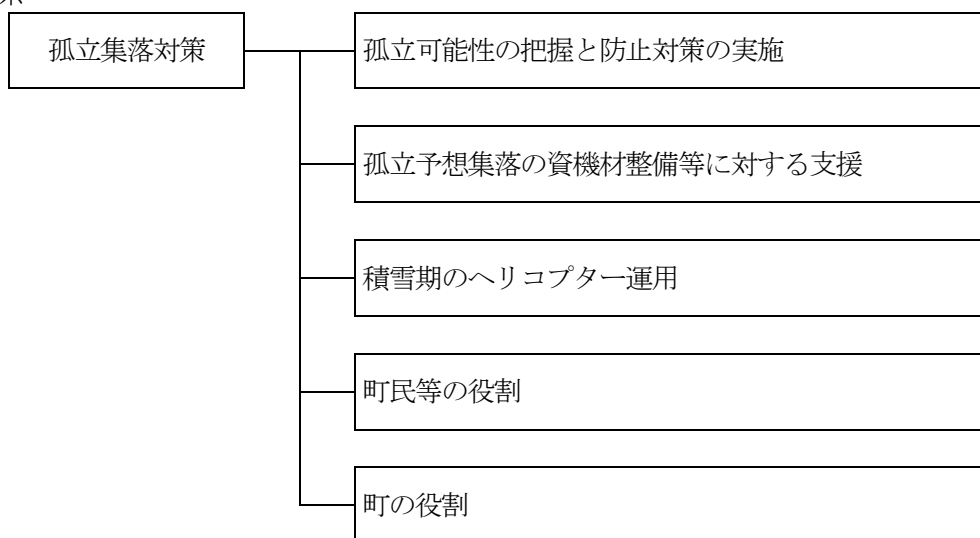 孤立集落対策
孤立可能性の把握と防止対策の実施
孤立予想集落の資機材整備等に対する支援
積雪期のヘリコプター運用
町民等の役割
町の役割